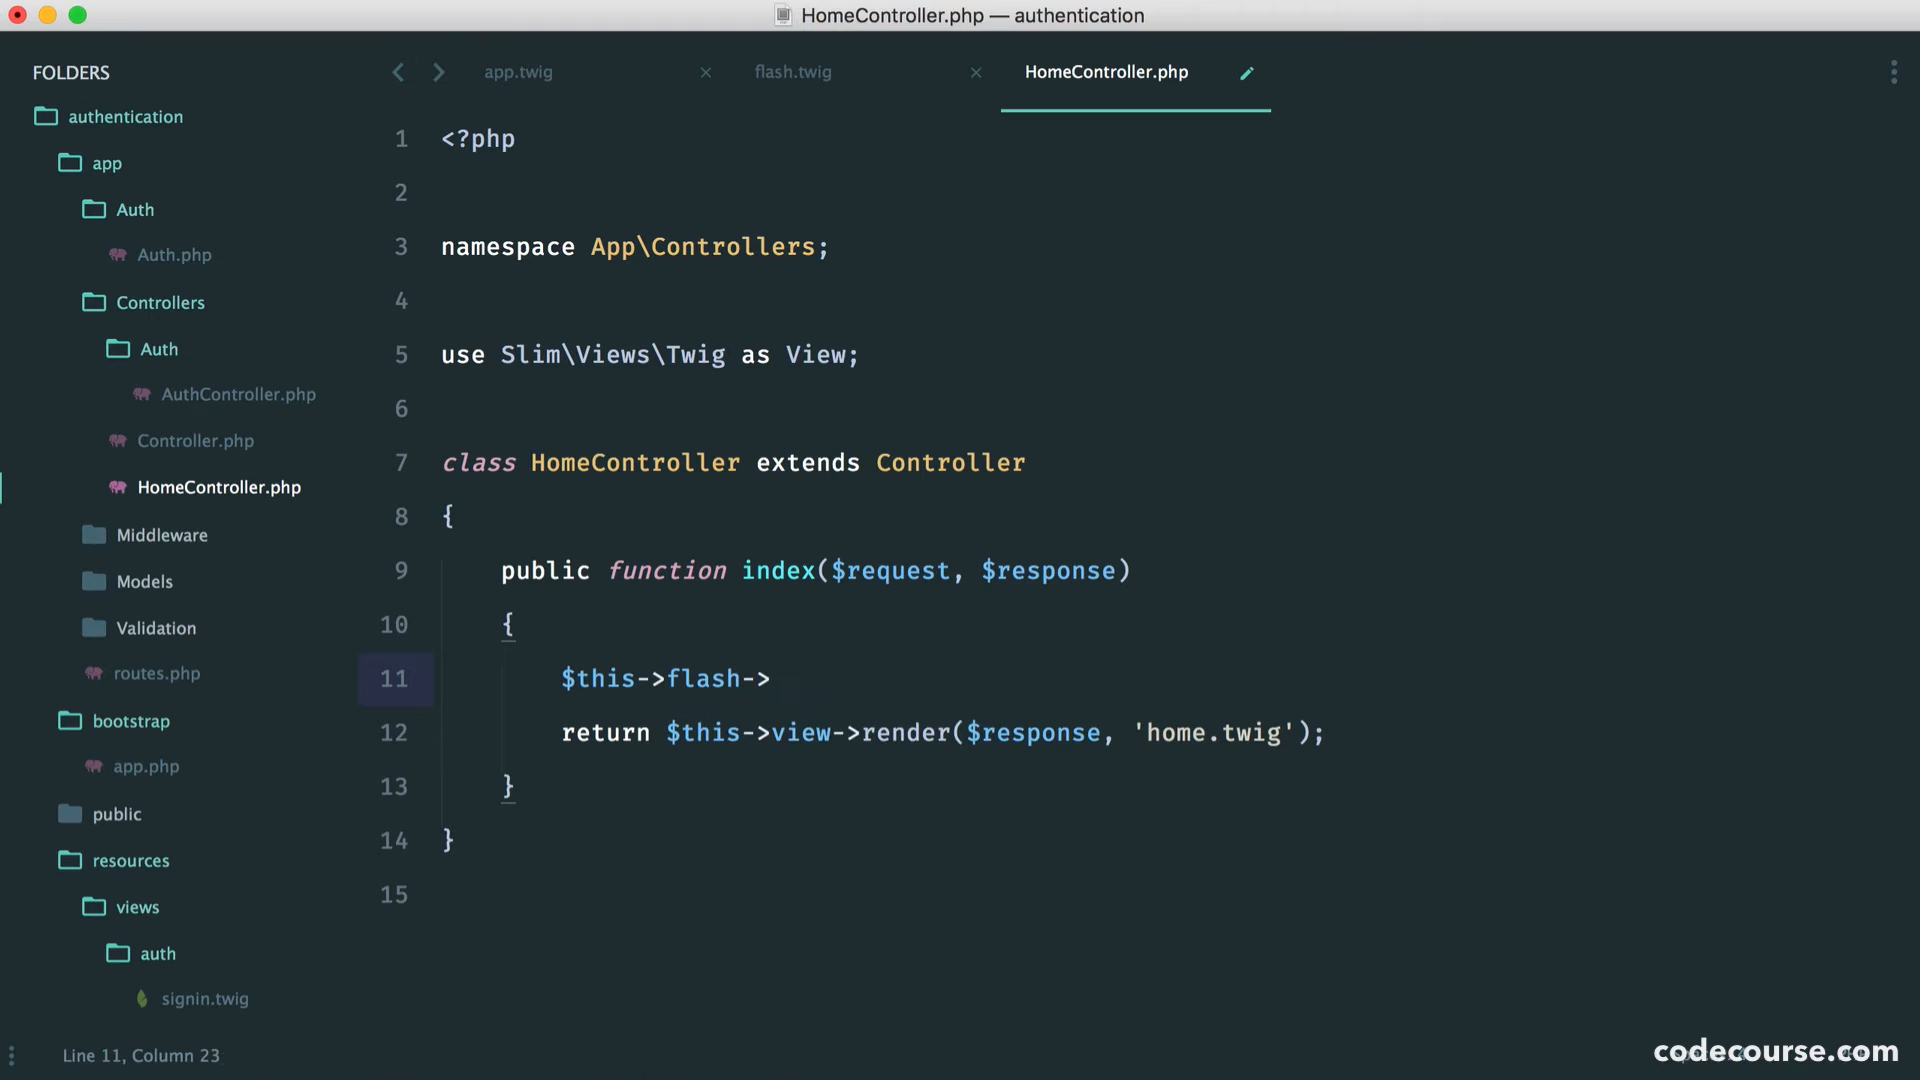 HomeController.php — authentication
FOLDERS
authentication
app
Auth
Auth.php
Controllers
Auth
AuthController.php
Controller.php
HomeController.php
Middleware
Models
Validation
routes.php
bootstrap
app.php
public
resources
views
auth
signin.twig
app.twig
flash.twig
HomeController.php
1 <?php
2
3 namespace App\Controllers;
4
5 use Slim\Views\Twig as View;
6
7 class HomeController extends Controller
8 {
9 public function index($request, $response)
10 {
11 $this->flash->
12 return $this->view->render($response, 'home.twig');
13 }
14 }
15
Line 11, Column 23
codecourse.com